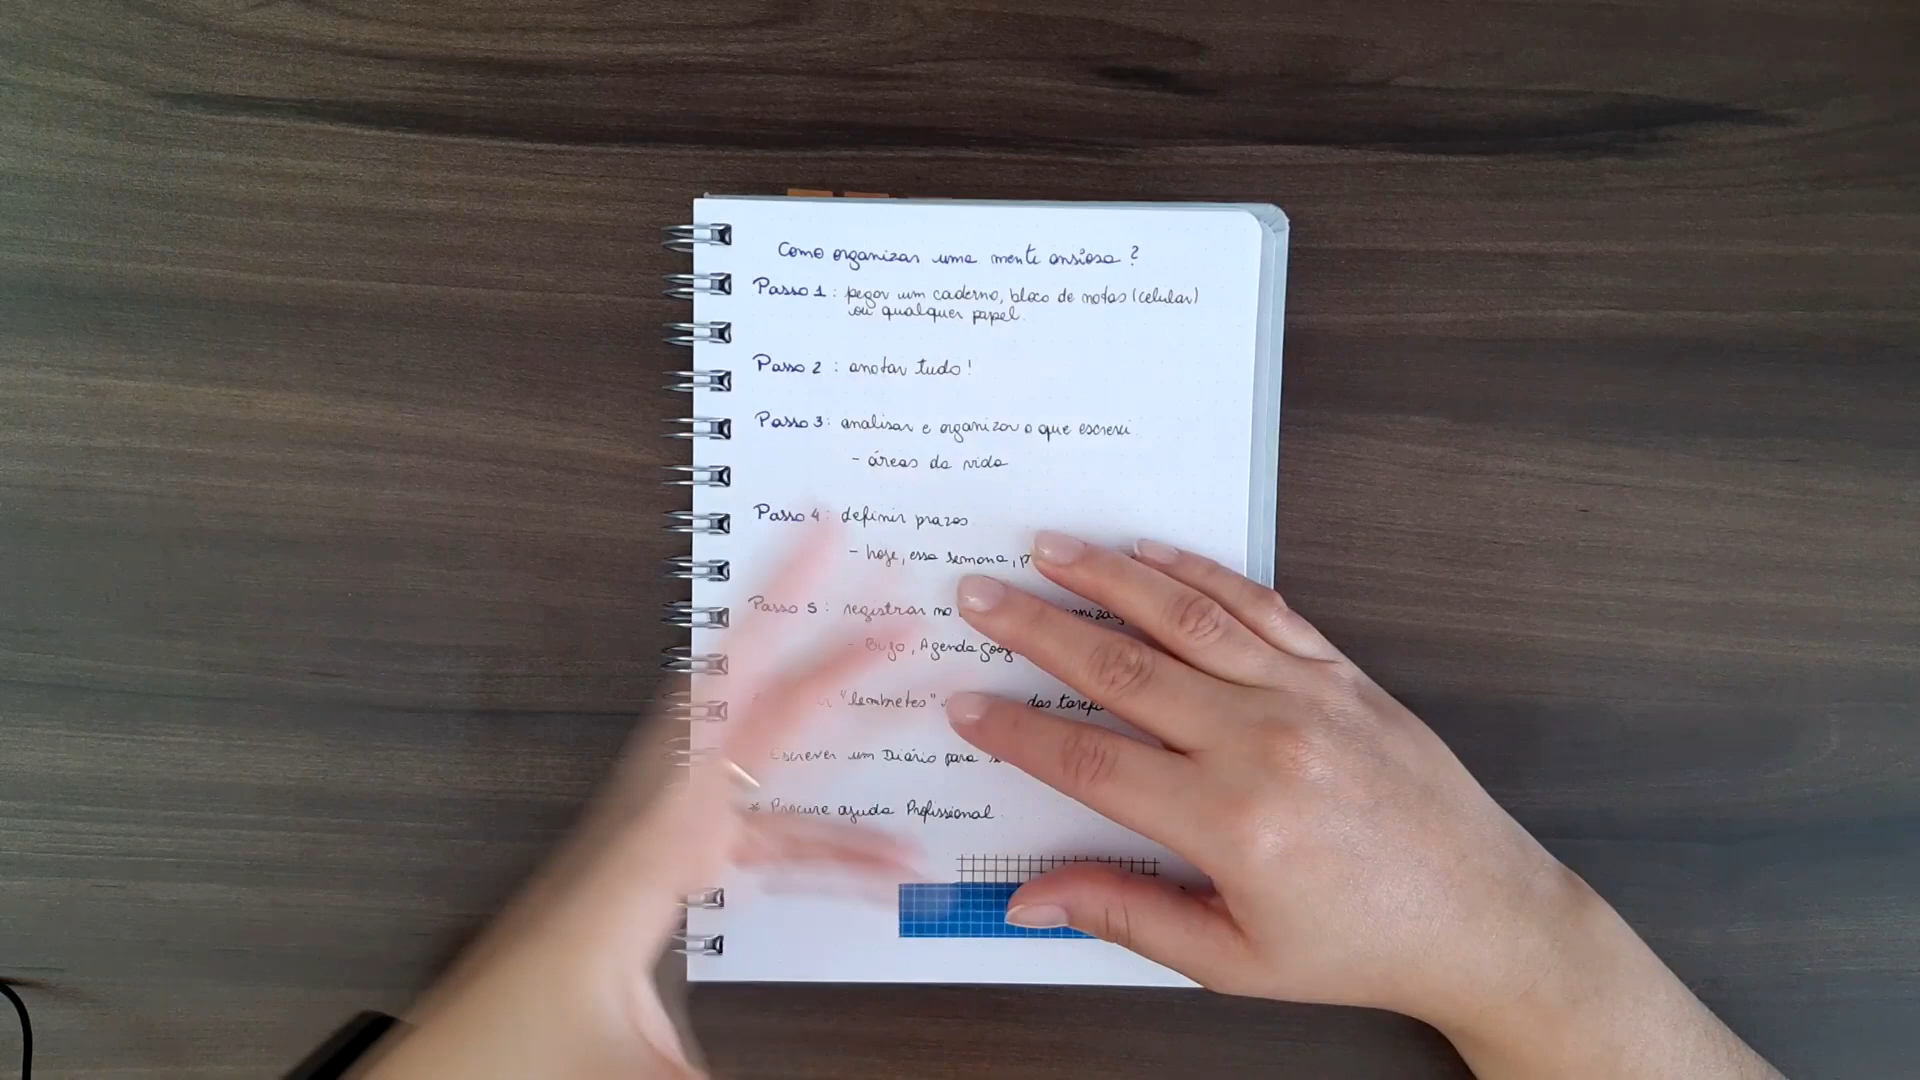 Como organizar uma mente ansiosa?
Passo 1: pegar um caderno, bloco de notas (celular)
ou qualquer papel.
Passo 2: anotar tudo!
Passo 3: analisar e organizar o que escrevi.
- áreas da vida
Passo 4: definir prazos
- hoje, essa semana,
Passo 5: registrar no
- Bujo, Agenda
"lembretes" das
Escrever um Diário para
* Procure ajuda Profissional.